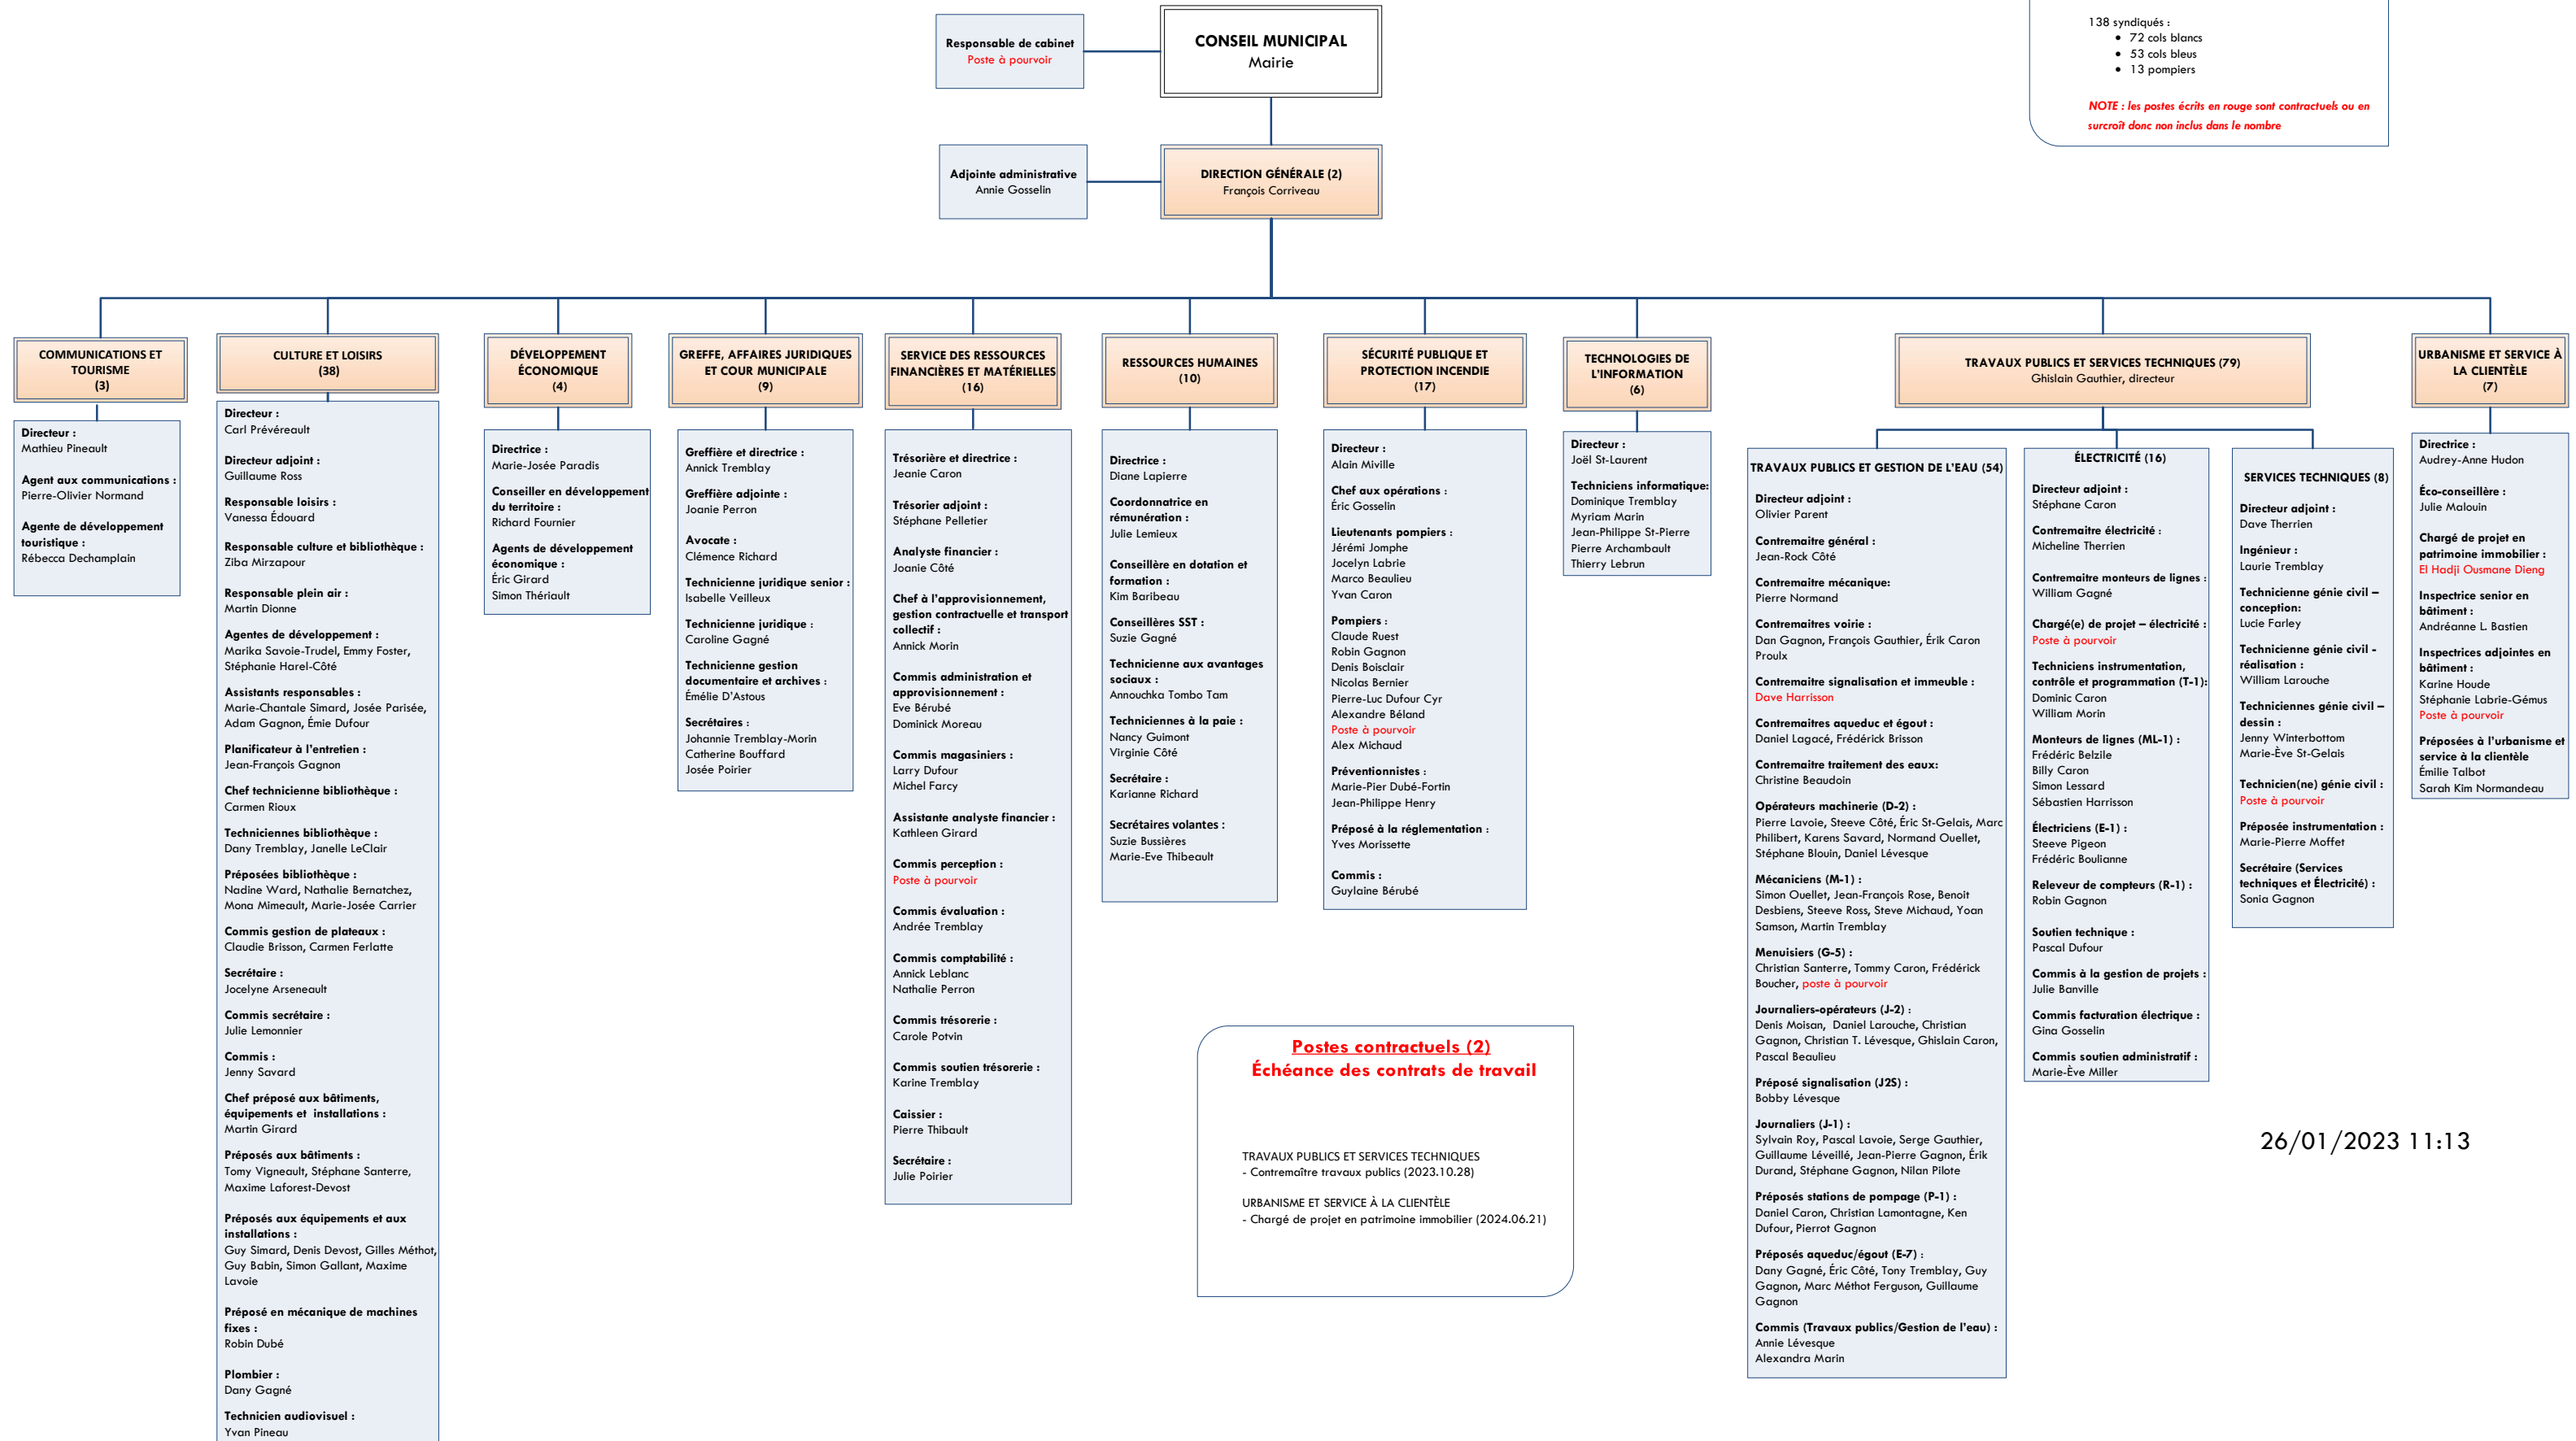 Responsable de cabinet
Poste à pourvoir
CONSEIL MUNICIPAL
Mairie
138 syndiqués :
• 72 cols blancs
• 53 cols bleus
• 13 pompiers
NOTE : les postes écrits en rouge sont contractuels ou en
surcroît donc non inclus dans le nombre
Adjointe administrative
Annie Gosselin
DIRECTION GÉNÉRALE (2)
François Corriveau
COMMUNICATIONS ET
TOURISME
(3)
Directeur :
Mathieu Pineault
Agent aux communications :
Pierre-Olivier Normand
Agente de développement
touristique :
Rébecca Dechamplain
CULTURE ET LOISIRS
(38)
Directeur :
Carl Prévéreault
Directeur adjoint :
Guillaume Ross
Responsable loisirs :
Vanessa Édouard
Responsable culture et bibliothèque :
Ziba Mirzapour
Responsable plein air :
Martin Dionne
Agentes de développement :
Marika Savoie-Trudel, Emmy Foster,
Stéphanie Harel-Côté
Assistants responsables :
Marie-Chantale Simard, Josée Parisée,
Adam Gagnon, Émie Dufour
Planificateur à l'entretien :
Jean-François Gagnon
Chef technicienne bibliothèque :
Carmen Rioux
Techniciennes bibliothèque :
Dany Tremblay, Janelle LeClair
Préposées bibliothèque :
Nadine Ward, Nathalie Bernatchez,
Mona Mimeault, Marie-Josée Carrier
Commis gestion de plateaux :
Claudie Brisson, Carmen Ferlatte
Secrétaire :
Jocelyne Arseneault
Commis secrétaire :
Julie Lemonnier
Commis :
Jenny Savard
Chef préposé aux bâtiments,
équipements et  installations :
Martin Girard
Préposés aux bâtiments :
Tomy Vigneault, Stéphane Santerre,
Maxime Laforest-Devost
Préposés aux équipements et aux
installations :
Guy Simard, Denis Devost, Gilles Méthot,
Guy Babin, Simon Gallant, Maxime
Lavoie
Préposé en mécanique de machines
fixes :
Robin Dubé
Plombier :
Dany Gagné
Technicien audiovisuel :
Yvan Pineau
DÉVELOPPEMENT
ÉCONOMIQUE
(4)
Directrice :
Marie-Josée Paradis
Conseiller en développement
du territoire :
Richard Fournier
Agents de développement
économique :
Éric Girard
Simon Thériault
GREFFE, AFFAIRES JURIDIQUES
ET COUR MUNICIPALE
(9)
Greffière et directrice :
Annick Tremblay
Greffière adjointe :
Joanie Perron
Avocate :
Clémence Richard
Technicienne juridique senior :
Isabelle Veilleux
Technicienne juridique :
Caroline Gagné
Technicienne gestion
documentaire et archives :
Émélie D'Astous
Secrétaires :
Johannie Tremblay-Morin
Catherine Bouffard
Josée Poirier
SERVICE DES RESSOURCES
FINANCIÈRES ET MATÉRIELLES
(16)
Trésorière et directrice :
Jeanie Caron
Trésorier adjoint :
Stéphane Pelletier
Analyste financier :
Joanie Côté
Chef à l'approvisionnement,
gestion contractuelle et transport
collectif :
Annick Morin
Commis administration et
approvisionnement :
Eve Bérubé
Dominick Moreau
Commis magasiniers :
Larry Dufour
Michel Farcy
Assistante analyste financier :
Kathleen Girard
Commis perception :
Poste à pourvoir
Commis évaluation :
Andrée Tremblay
Commis comptabilité :
Annick Leblanc
Nathalie Perron
Commis trésorerie :
Carole Potvin
Commis soutien trésorerie :
Karine Tremblay
Caissier :
Pierre Thibault
Secrétaire :
Julie Poirier
RESSOURCES HUMAINES
(10)
Directrice :
Diane Lapierre
Coordonnatrice en
rémunération :
Julie Lemieux
Conseillère en dotation et
formation :
Kim Baribeau
Conseillères SST :
Suzie Gagné
Technicienne aux avantages
sociaux :
Annouchka Tombo Tam
Techniciennes à la paie :
Nancy Guimont
Virginie Côté
Secrétaire :
Karianne Richard
Secrétaires volantes :
Suzie Bussières
Marie-Eve Thibeault
SÉCURITÉ PUBLIQUE ET
PROTECTION INCENDIE
(17)
Directeur :
Alain Miville
Chef aux opérations :
Éric Gosselin
Lieutenants pompiers :
Jérémi Jomphe
Jocelyn Labrie
Marco Beaulieu
Yvan Caron
Pompiers :
Claude Ruest
Robin Gagnon
Denis Boisclair
Nicolas Bernier
Pierre-Luc Dufour Cyr
Alexandre Béland
Poste à pourvoir
Alex Michaud
Préventionnistes :
Marie-Pier Dubé-Fortin
Jean-Philippe Henry
Préposé à la réglementation :
Yves Morissette
Commis :
Guylaine Bérubé
TECHNOLOGIES DE
L'INFORMATION
(6)
Directeur :
Joël St-Laurent
Techniciens informatique:
Dominique Tremblay
Myriam Marin
Jean-Philippe St-Pierre
Pierre Archambault
Thierry Lebrun
TRAVAUX PUBLICS ET SERVICES TECHNIQUES (79)
Ghislain Gauthier, directeur
TRAVAUX PUBLICS ET GESTION DE L'EAU (54)
Directeur adjoint :
Olivier Parent
Contremaître général :
Jean-Rock Côté
Contremaître mécanique:
Pierre Normand
Contremaîtres voirie :
Dan Gagnon, François Gauthier, Érik Caron
Proulx
Contremaître signalisation et immeuble :
Dave Harrisson
Contremaîtres aqueduc et égout :
Daniel Lagacé, Frédérick Brisson
Contremaître traitement des eaux:
Christine Beaudoin
Opérateurs machinerie (D-2) :
Pierre Lavoie, Steeve Côté, Éric St-Gelais, Marc
Philibert, Karens Savard, Normand Ouellet,
Stéphane Blouin, Daniel Lévesque
Mécaniciens (M-1) :
Simon Ouellet, Jean-François Rose, Benoit
Desbiens, Steeve Ross, Steve Michaud, Yoan
Samson, Martin Tremblay
Menuisiers (G-5) :
Christian Santerre, Tommy Caron, Frédérick
Boucher, poste à pourvoir
Journaliers-opérateurs (J-2) :
Denis Moisan,  Daniel Larouche, Christian
Gagnon, Christian T. Lévesque, Ghislain Caron,
Pascal Beaulieu
Préposé signalisation (J2S) :
Bobby Lévesque
Journaliers (J-1) :
Sylvain Roy, Pascal Lavoie, Serge Gauthier,
Guillaume Léveillé, Jean-Pierre Gagnon, Érik
Durand, Stéphane Gagnon, Nilan Pilote
Préposés stations de pompage (P-1) :
Daniel Caron, Christian Lamontagne, Ken
Dufour, Pierrot Gagnon
Préposés aqueduc/égout (E-7) :
Dany Gagné, Éric Côté, Tony Tremblay, Guy
Gagnon, Marc Méthot Ferguson, Guillaume
Gagnon
Commis (Travaux publics/Gestion de l'eau) :
Annie Lévesque
Alexandra Marin
ÉLECTRICITÉ (16)
Directeur adjoint :
Stéphane Caron
Contremaître électricité :
Micheline Therrien
Contremaître monteurs de lignes :
William Gagné
Chargé(e) de projet – électricité :
Poste à pourvoir
Techniciens instrumentation,
contrôle et programmation (T-1):
Dominic Caron
William Morin
Monteurs de lignes (ML-1) :
Frédéric Belzile
Billy Caron
Simon Lessard
Sébastien Harrisson
Électriciens (E-1) :
Steeve Pigeon
Frédéric Boulianne
Releveur de compteurs (R-1) :
Robin Gagnon
Soutien technique :
Pascal Dufour
Commis à la gestion de projets :
Julie Banville
Commis facturation électrique :
Gina Gosselin
Commis soutien administratif :
Marie-Ève Miller
SERVICES TECHNIQUES (8)
Directeur adjoint :
Dave Therrien
Ingénieur :
Laurie Tremblay
Technicienne génie civil –
conception:
Lucie Farley
Technicienne génie civil -
réalisation :
William Larouche
Techniciennes génie civil –
dessin :
Jenny Winterbottom
Marie-Ève St-Gelais
Technicien(ne) génie civil :
Poste à pourvoir
Préposée instrumentation :
Marie-Pierre Moffet
Secrétaire (Services
techniques et Électricité) :
Sonia Gagnon
URBANISME ET SERVICE À
LA CLIENTÈLE
(7)
Directrice :
Audrey-Anne Hudon
Éco-conseillère :
Julie Malouin
Chargé de projet en
patrimoine immobilier :
El Hadji Ousmane Dieng
Inspectrice senior en
bâtiment :
Andréanne L. Bastien
Inspectrices adjointes en
bâtiment :
Karine Houde
Stéphanie Labrie-Gémus
Poste à pourvoir
Préposées à l'urbanisme et
service à la clientèle
Émilie Talbot
Sarah Kim Normandeau
Postes contractuels (2)
Échéance des contrats de travail
TRAVAUX PUBLICS ET SERVICES TECHNIQUES
- Contremaître travaux publics (2023.10.28)
URBANISME ET SERVICE À LA CLIENTÈLE
- Chargé de projet en patrimoine immobilier (2024.06.21)
26/01/2023 11:13